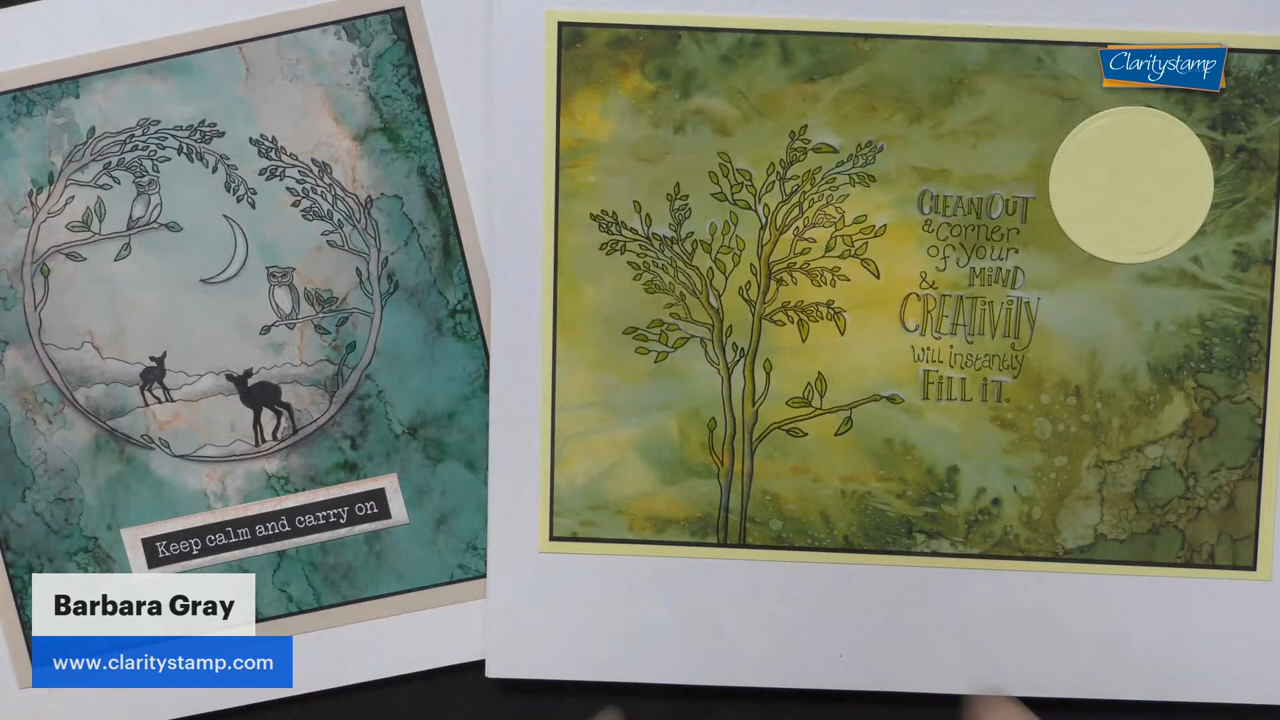 Claritystamp
CLEAN OUT
a corner
of your
MIND
&
CREATIVITY
will instantly
FILL IT.
Keep calm and carry on
Barbara Gray
www.claritystamp.com